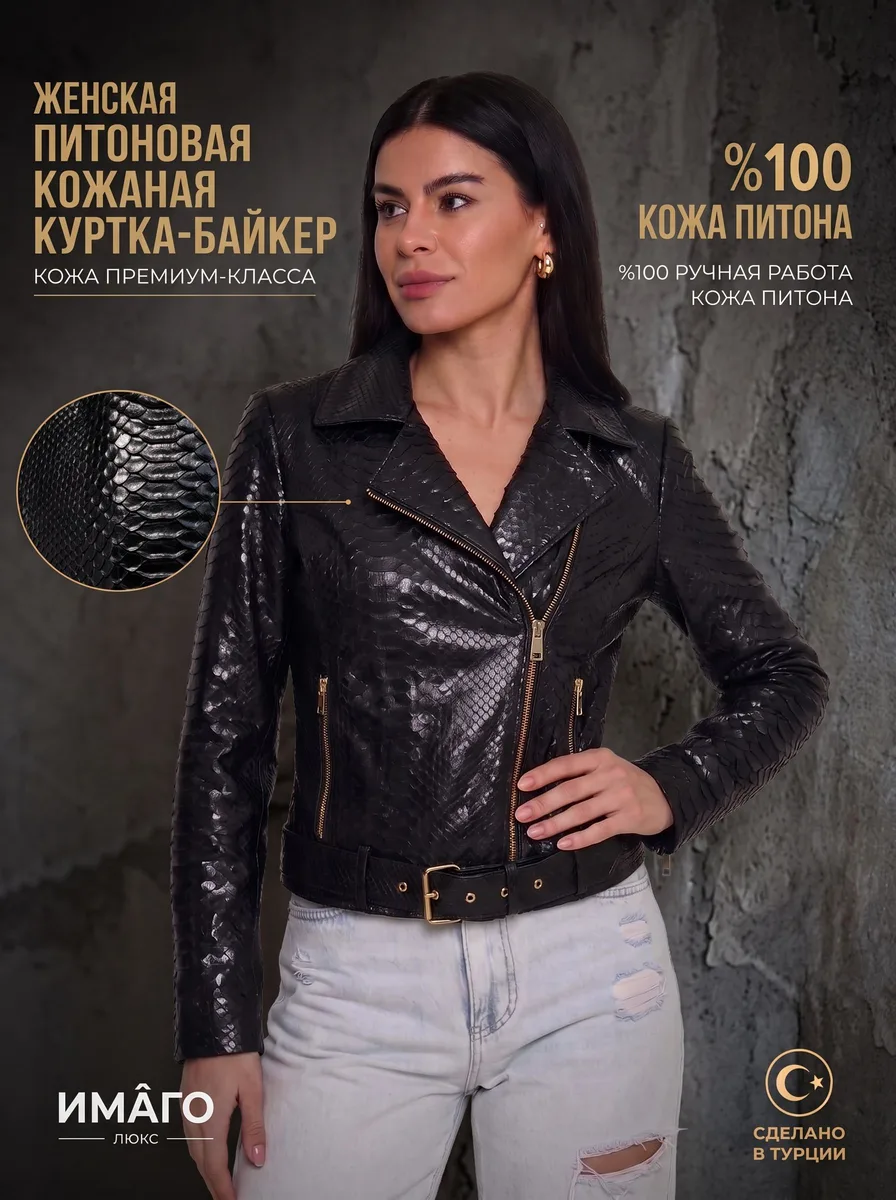 ЖЕНСКАЯ
ПИТОНОВАЯ
КОЖАНАЯ
КУРТКА-БАЙКЕР
КОЖА ПРЕМИУМ-КЛАССА
%100
КОЖА ПИТОНА
%100 РУЧНАЯ РАБОТА
КОЖА ПИТОНА
ИМÂГО
ЛЮКС
СДЕЛАНО
В ТУРЦИИ